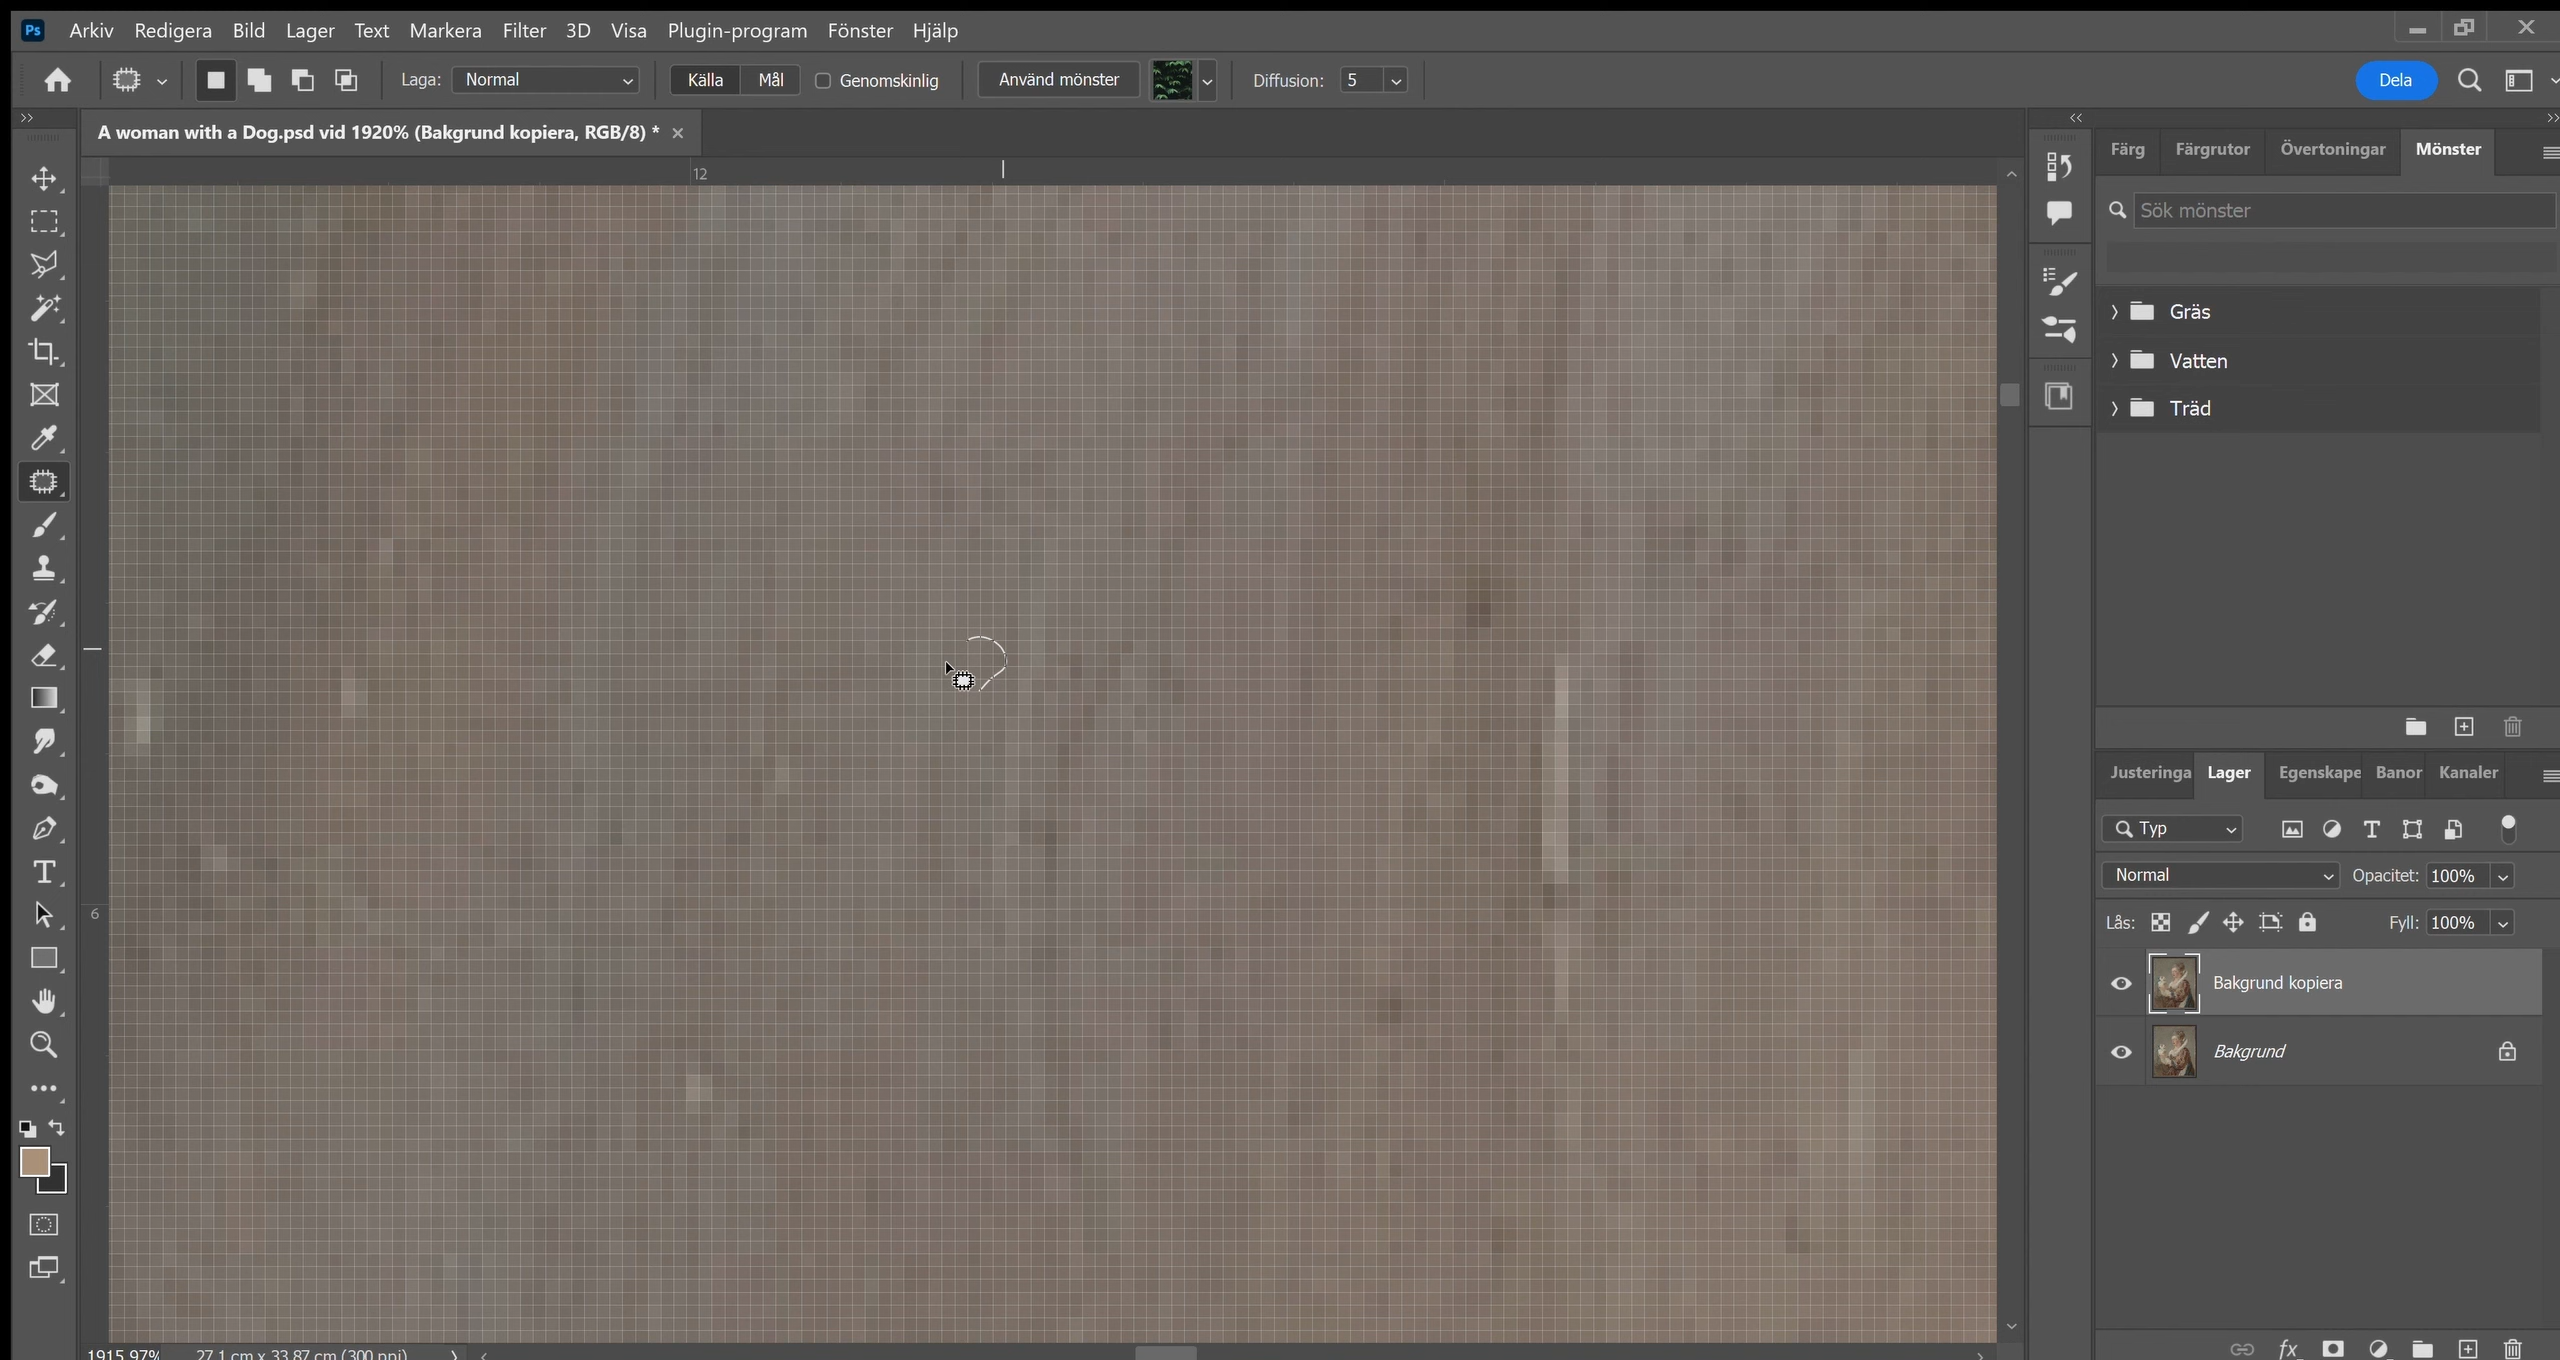 Ps Arkiv Redigera Bild Lager Text Markera Filter 3D Visa Plugin-program Fönster Hjälp
Laga: Normal Källa Mål Genomskinlig Använd mönster Diffusion: 5 Dela
A woman with a Dog.psd vid 1920% (Bakgrund kopiera, RGB/8) *
12
6
Färg Färgrutor Övertoningar Mönster
Sök mönster
Gräs
Vatten
Träd
Justeringa Lager Egenskape Banor Kanaler
Typ
Normal Opacitet: 100%
Lås: Fyll: 100%
Bakgrund kopiera
Bakgrund
fx
1915,97% 27,1 cm x 33,87 cm (300 ppi)